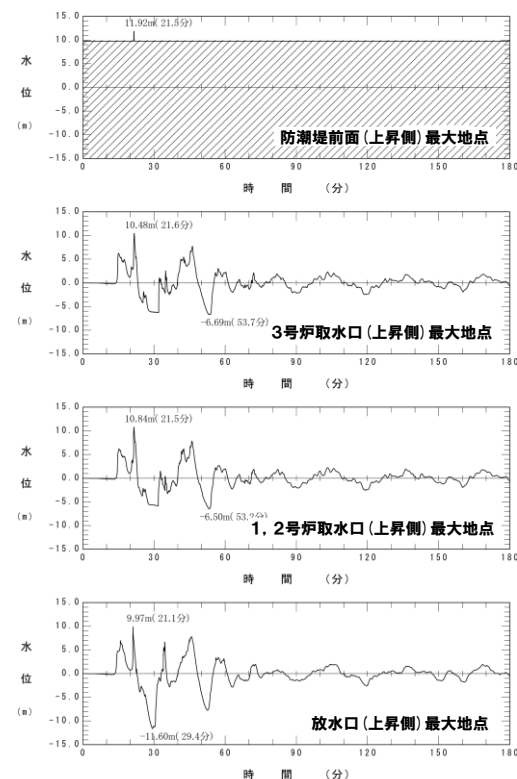 11.92m( 21.5分)
水位(m)
15.0
10.0
5.0
0.0
-5.0
-10.0
-15.0
防潮堤前面(上昇側)最大地点
0 30 60 90 120 150 180
時 間 (分)
10.48m( 21.6分)
水位(m)
15.0
10.0
5.0
0.0
-5.0
-10.0
-15.0
-6.69m( 53.7分)
3号炉取水口(上昇側)最大地点
0 30 60 90 120 150 180
時 間 (分)
10.84m( 21.5分)
水位(m)
15.0
10.0
5.0
0.0
-5.0
-10.0
-15.0
-6.50m( 53.2分)
1,2号炉取水口(上昇側)最大地点
0 30 60 90 120 150 180
時 間 (分)
9.97m( 21.1分)
水位(m)
15.0
10.0
5.0
0.0
-5.0
-10.0
-15.0
-11.60m( 29.4分)
放水口(上昇側)最大地点
0 30 60 90 120 150 180
時 間 (分)